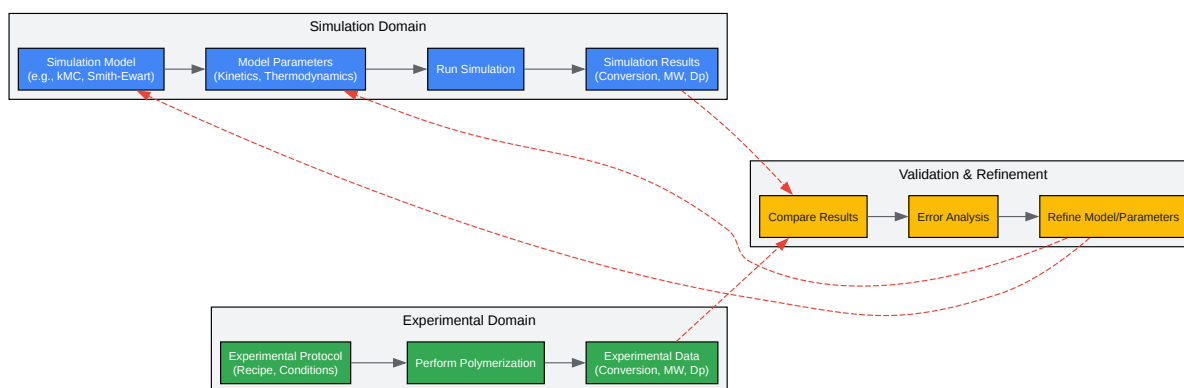 Simulation Domain
Simulation Model
(e.g., kMC, Smith-Ewart)
Model Parameters
(Kinetics, Thermodynamics)
Run Simulation
Simulation Results
(Conversion, MW, Dp)
Validation & Refinement
Compare Results
Error Analysis
Refine Model/Parameters
Experimental Domain
Experimental Protocol
(Recipe, Conditions)
Perform Polymerization
Experimental Data
(Conversion, MW, Dp)